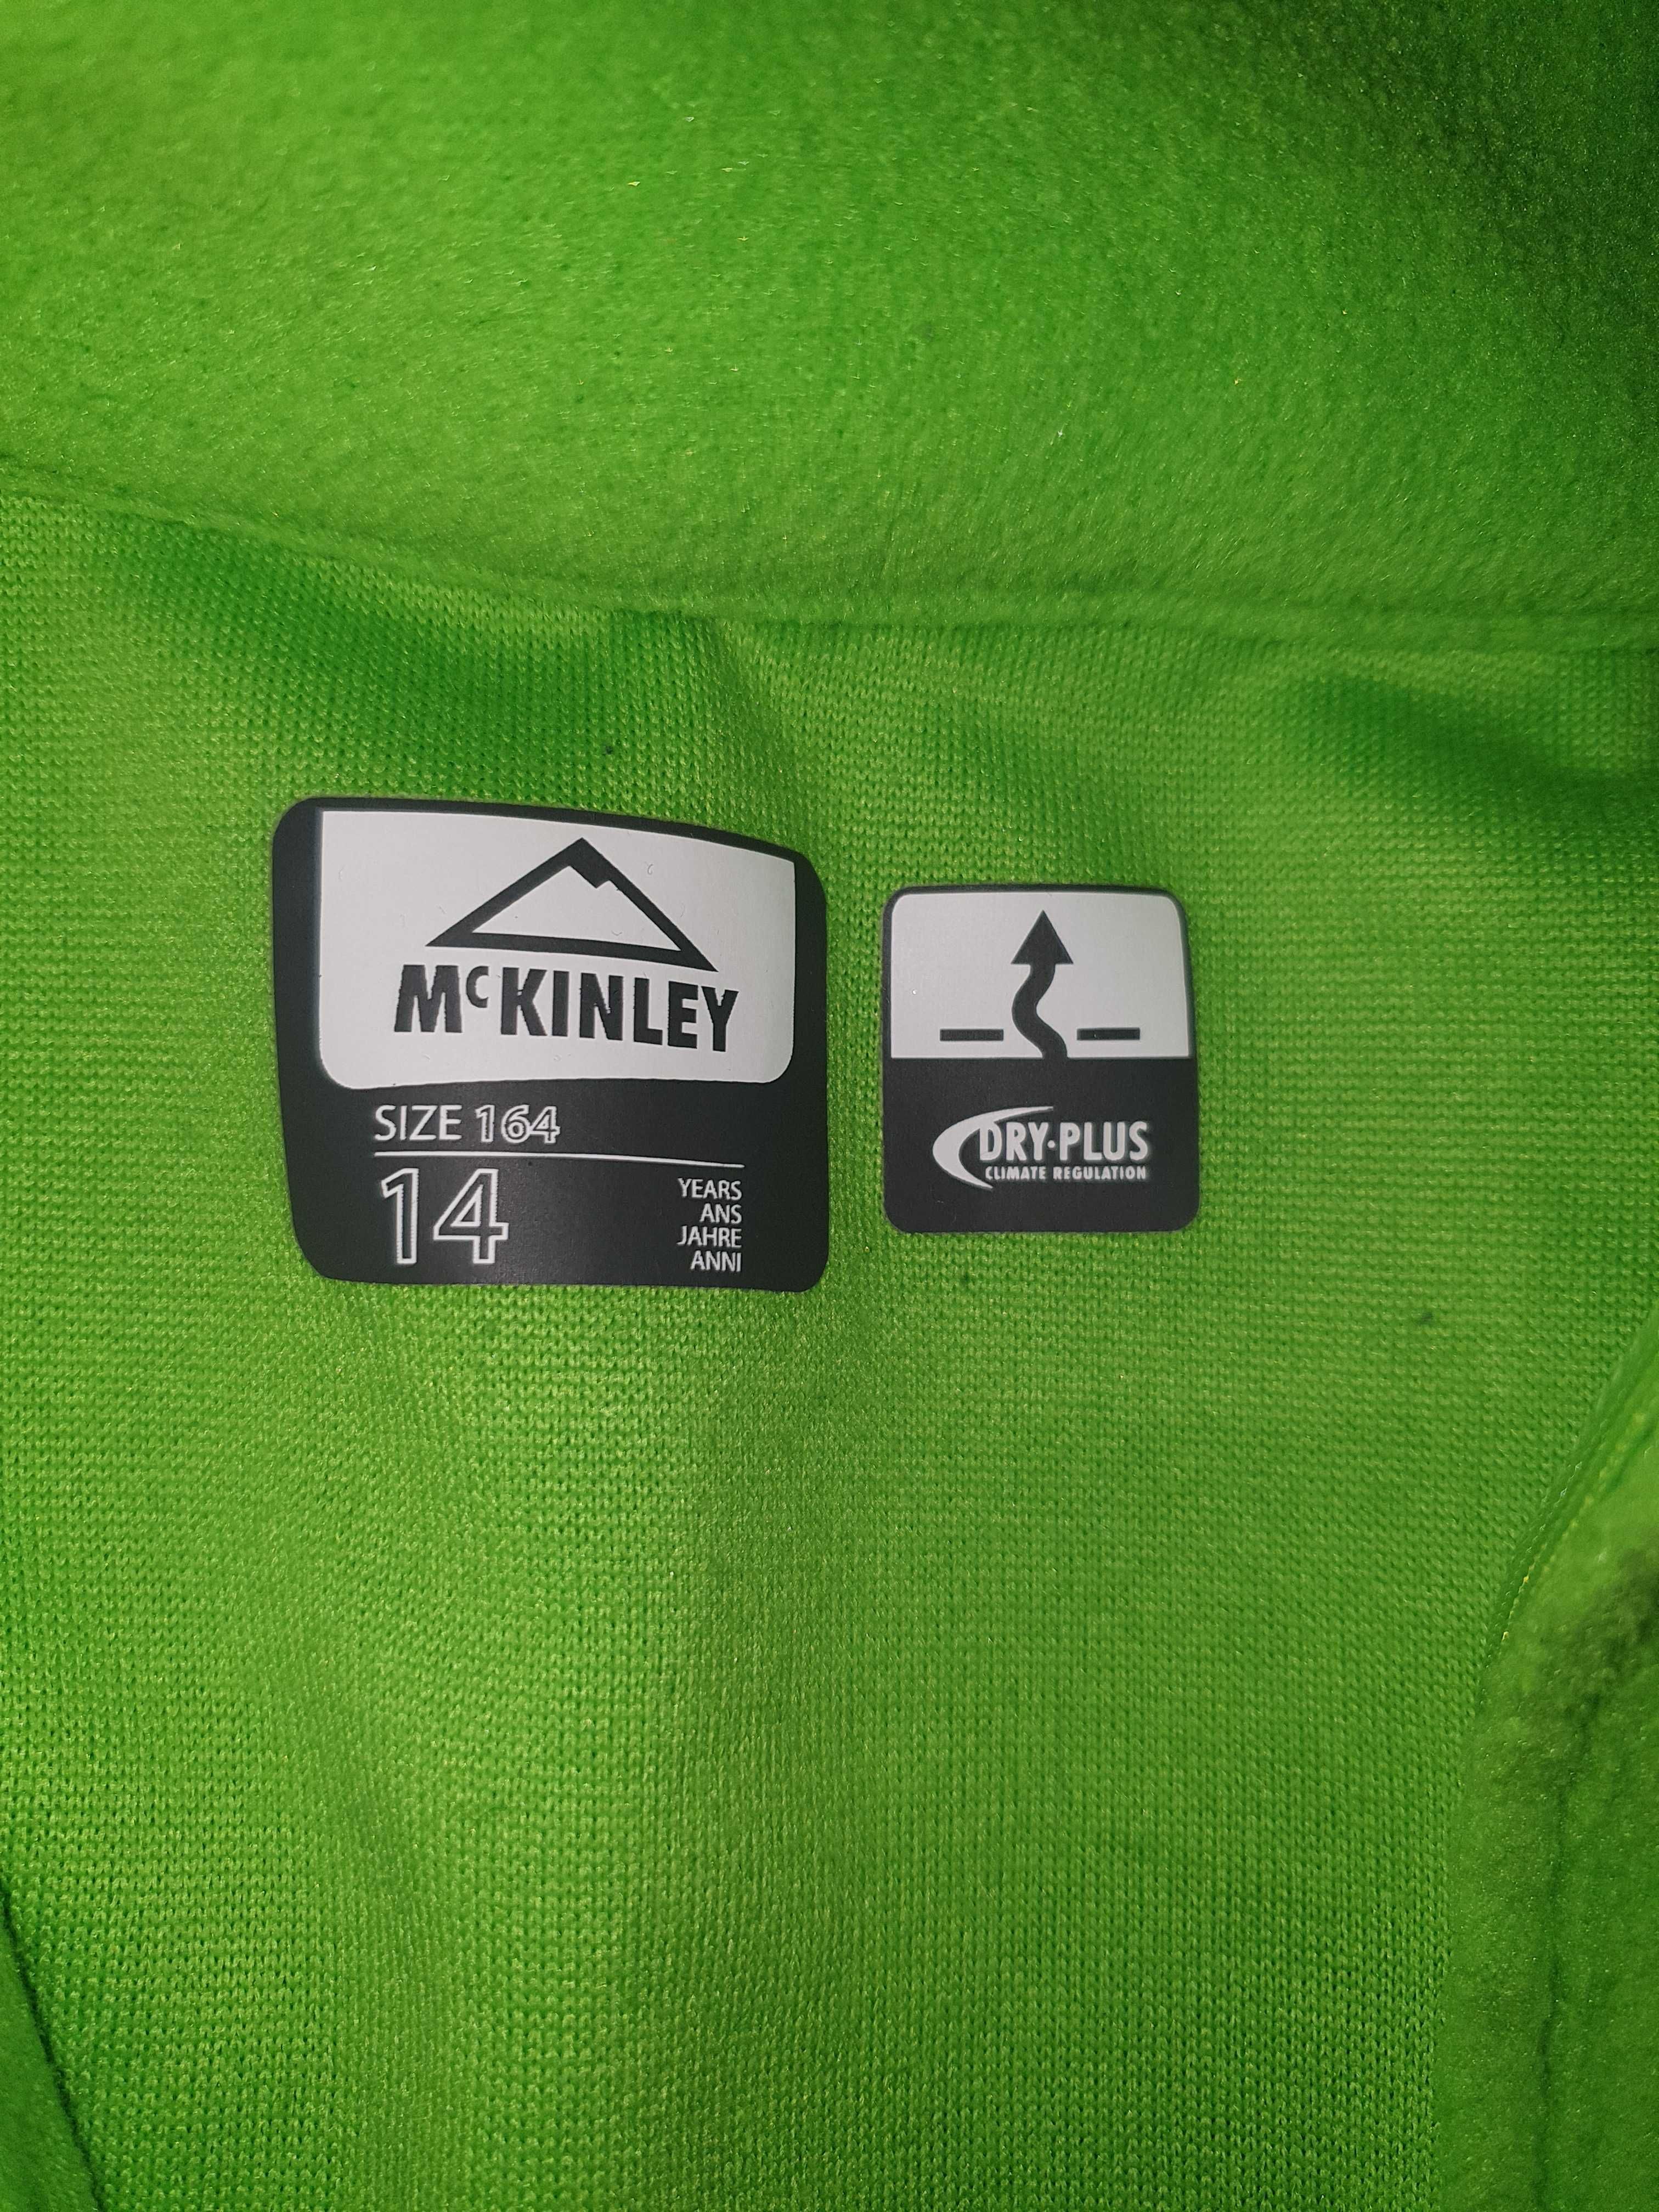 McKINLEY
SIZE 164
14
YEARS
ANS
JAHRE
ANNI
DRY·PLUS
CLIMATE REGULATION